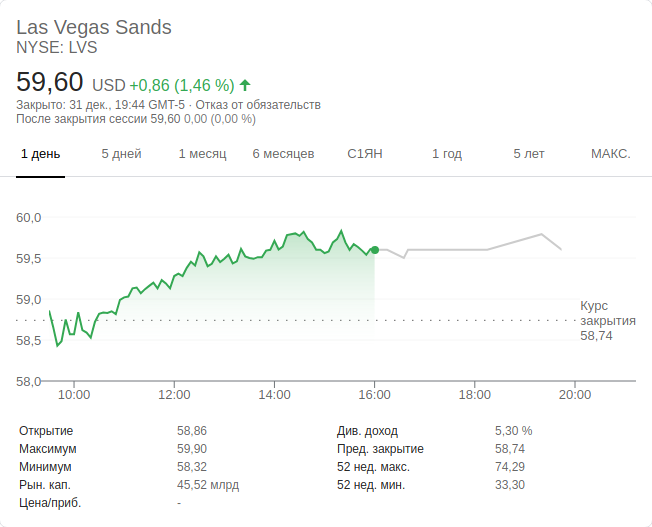 Las Vegas Sands
NYSE: LVS
59,60 USD +0,86 (1,46 %)
Закрыто: 31 дек., 19:44 GMT-5 · Отказ от обязательств
После закрытия сессии 59,60 0,00 (0,00 %)
1 день 5 дней 1 месяц 6 месяцев С1ЯН 1 год 5 лет МАКС.
60,0
59,5
59,0
Курс
закрытия
58,74
58,5
58,0
10:00 12:00 14:00 16:00 18:00 20:00
Открытие 58,86 Див. доход 5,30 %
Максимум 59,90 Пред. закрытие 58,74
Минимум 58,32 52 нед. макс. 74,29
Рын. кап. 45,52 млрд 52 нед. мин. 33,30
Цена/приб. -